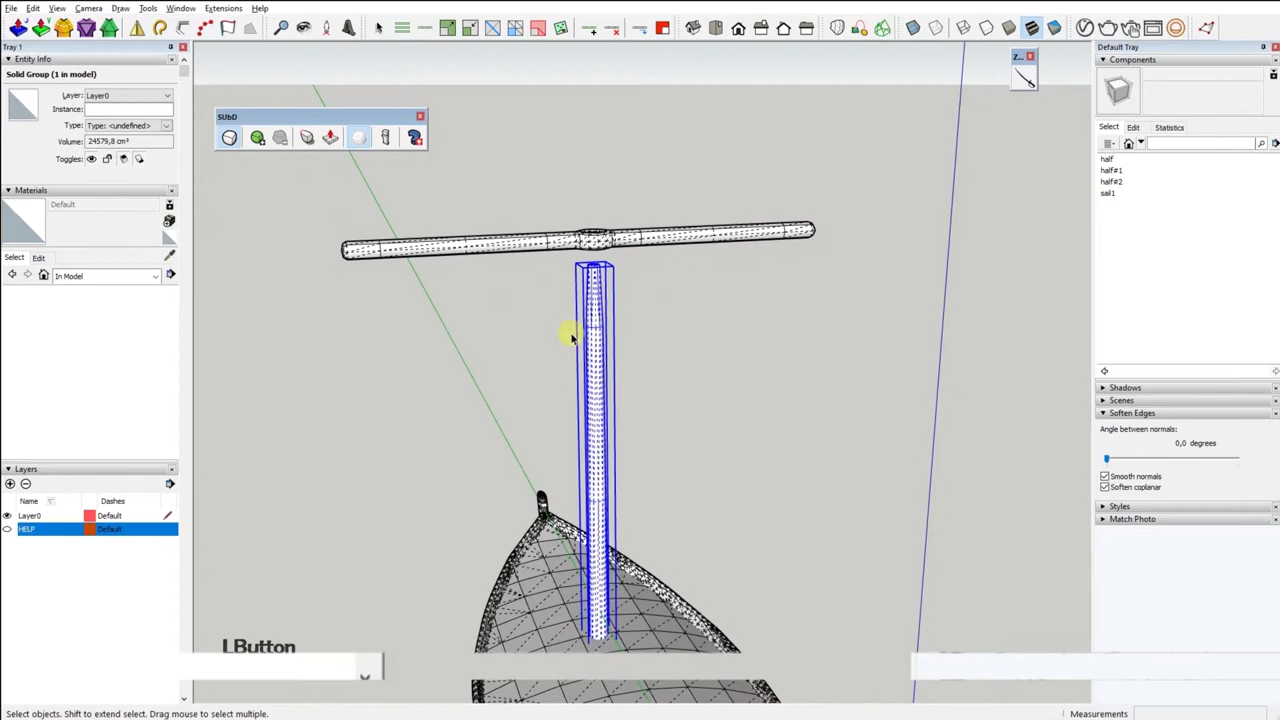 File Edit View Camera Draw Tools Window Extensions Help
Tray 1
Entity Info
Solid Group (1 in model)
Layer: Layer0
Instance:
Type: Type: <undefined>
Volume: 24579,8 cm³
Toggles:
Materials
Default
Select Edit
In Model
Layers
Name Dashes
Layer0 Default
HELP Default
SUbD
Z...
LButton
Default Tray
Components
Select Edit Statistics
half
half#1
half#2
sail1
Shadows
Scenes
Soften Edges
Angle between normals:
0,0 degrees
Smooth normals
Soften coplanar
Styles
Match Photo
Select objects. Shift to extend select. Drag mouse to select multiple.
Measurements